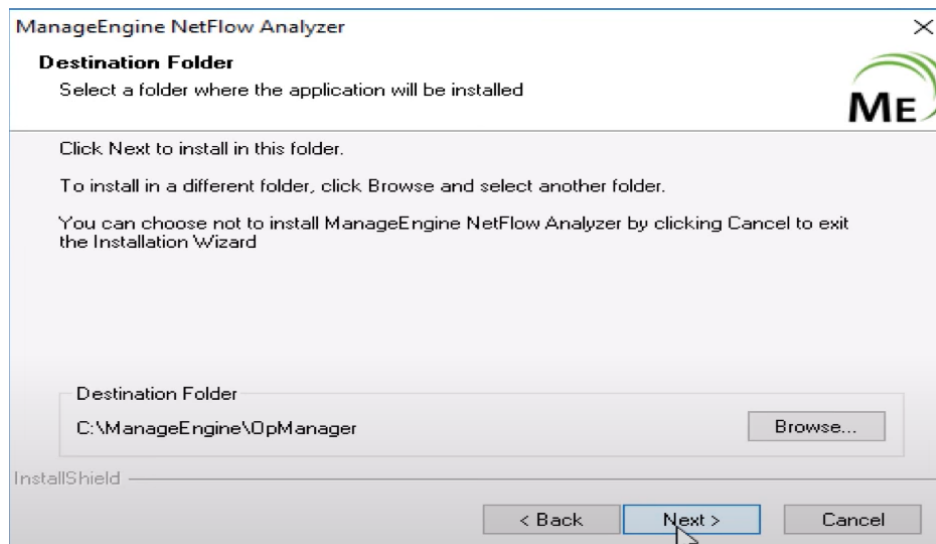 ManageEngine NetFlow Analyzer
Destination Folder
Select a folder where the application will be installed
ME
Click Next to install in this folder.
To install in a different folder, click Browse and select another folder.
You can choose not to install ManageEngine NetFlow Analyzer by clicking Cancel to exit
the Installation Wizard
Destination Folder
C:\ManageEngine\OpManager
Browse...
InstallShield
< Back
Next >
Cancel